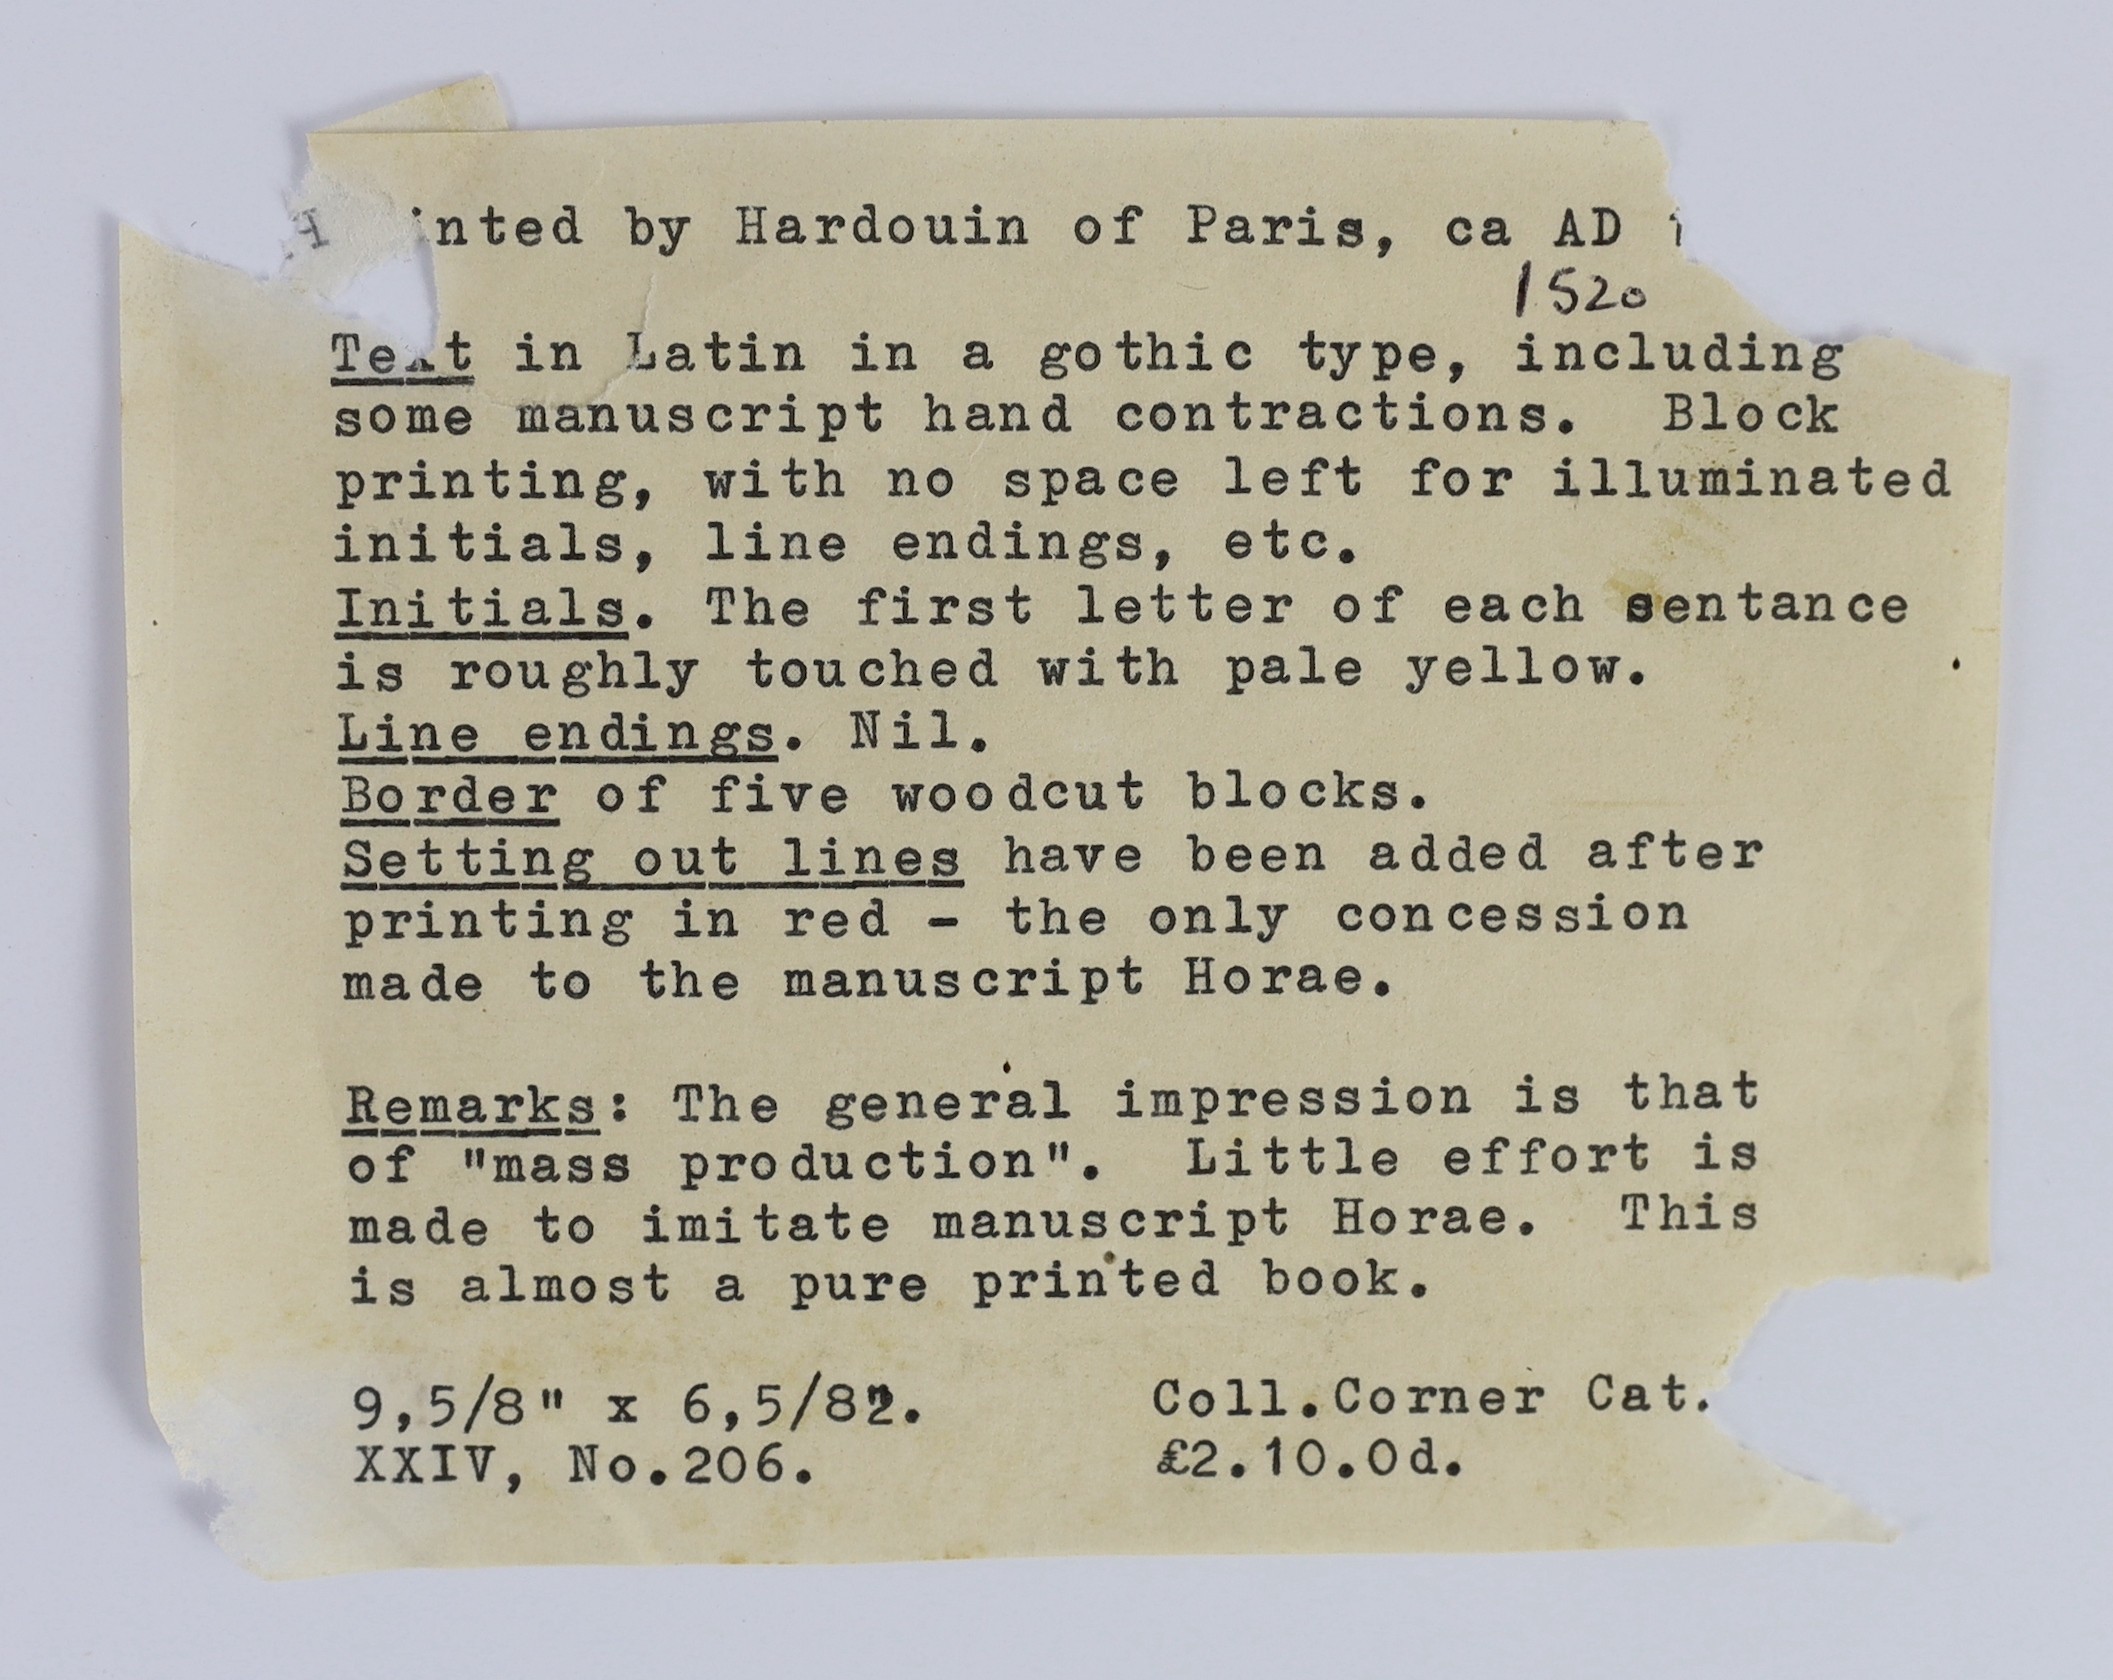 H inted by Hardouin of Paris, ca AD 1
1520
Text in Latin in a gothic type, including
some manuscript hand contractions. Block
printing, with no space left for illuminated
initials, line endings, etc.
Initials. The first letter of each sentance
is roughly touched with pale yellow.
Line endings. Nil.
Border of five woodcut blocks.
Setting out lines have been added after
printing in red - the only concession
made to the manuscript Horae.
Remarks: The general impression is that
of "mass production". Little effort is
made to imitate manuscript Horae. This
is almost a pure printed book.
9,5/8" x 6,5/8". Coll.Corner Cat.
XXIV, No.206. £2.10.0d.